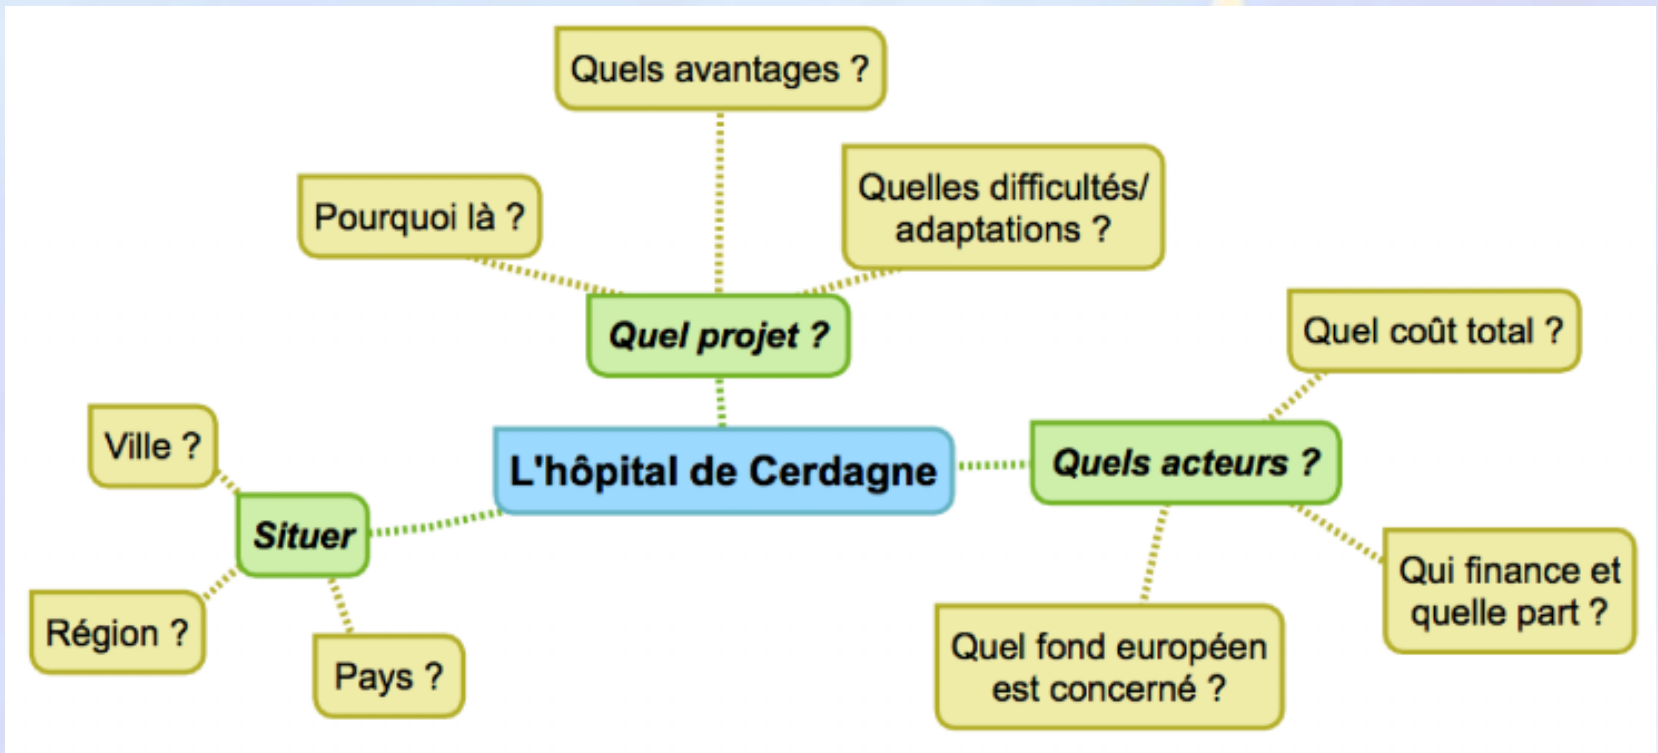 Quels avantages ?
Pourquoi là ?
Quelles difficultés/
adaptations ?
Quel projet ?
Quel coût total ?
Ville ?
L'hôpital de Cerdagne
Quels acteurs ?
Situer
Région ?
Pays ?
Quel fond européen
est concerné ?
Qui finance et
quelle part ?